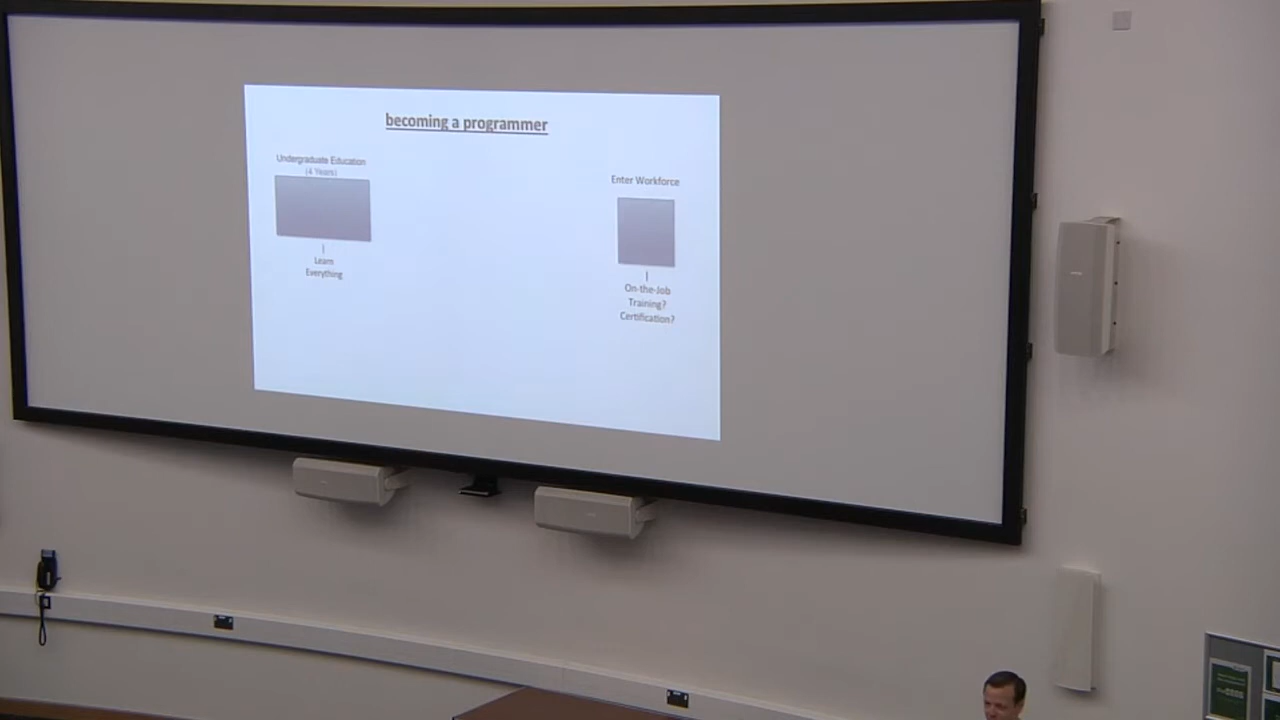 becoming a programmer
Undergraduate Education
(4 Years)
Learn
Everything
Enter Workforce
On-the-Job
Training?
Certification?